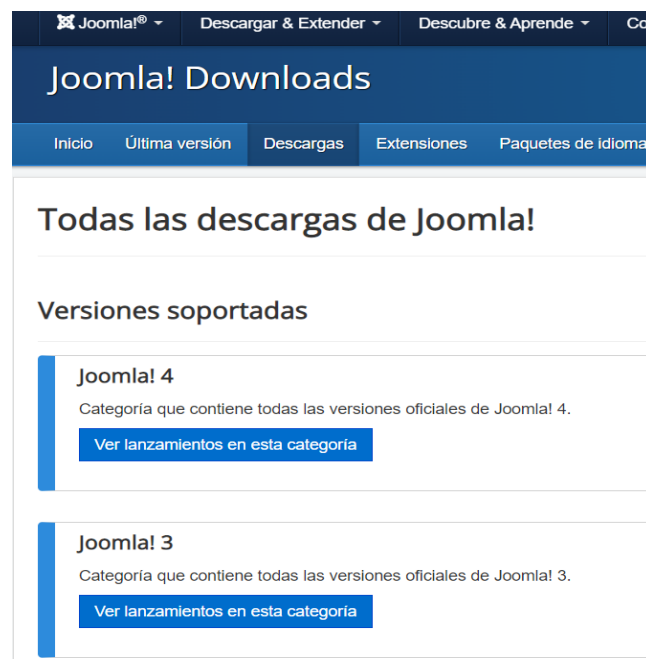 Joomla!® Descargar & Extender Descubre & Aprende
Joomla! Downloads
Inicio Última versión Descargas Extensiones Paquetes de idioma
Todas las descargas de Joomla!
Versiones soportadas
Joomla! 4
Categoría que contiene todas las versiones oficiales de Joomla! 4.
Ver lanzamientos en esta categoría
Joomla! 3
Categoría que contiene todas las versiones oficiales de Joomla! 3.
Ver lanzamientos en esta categoría